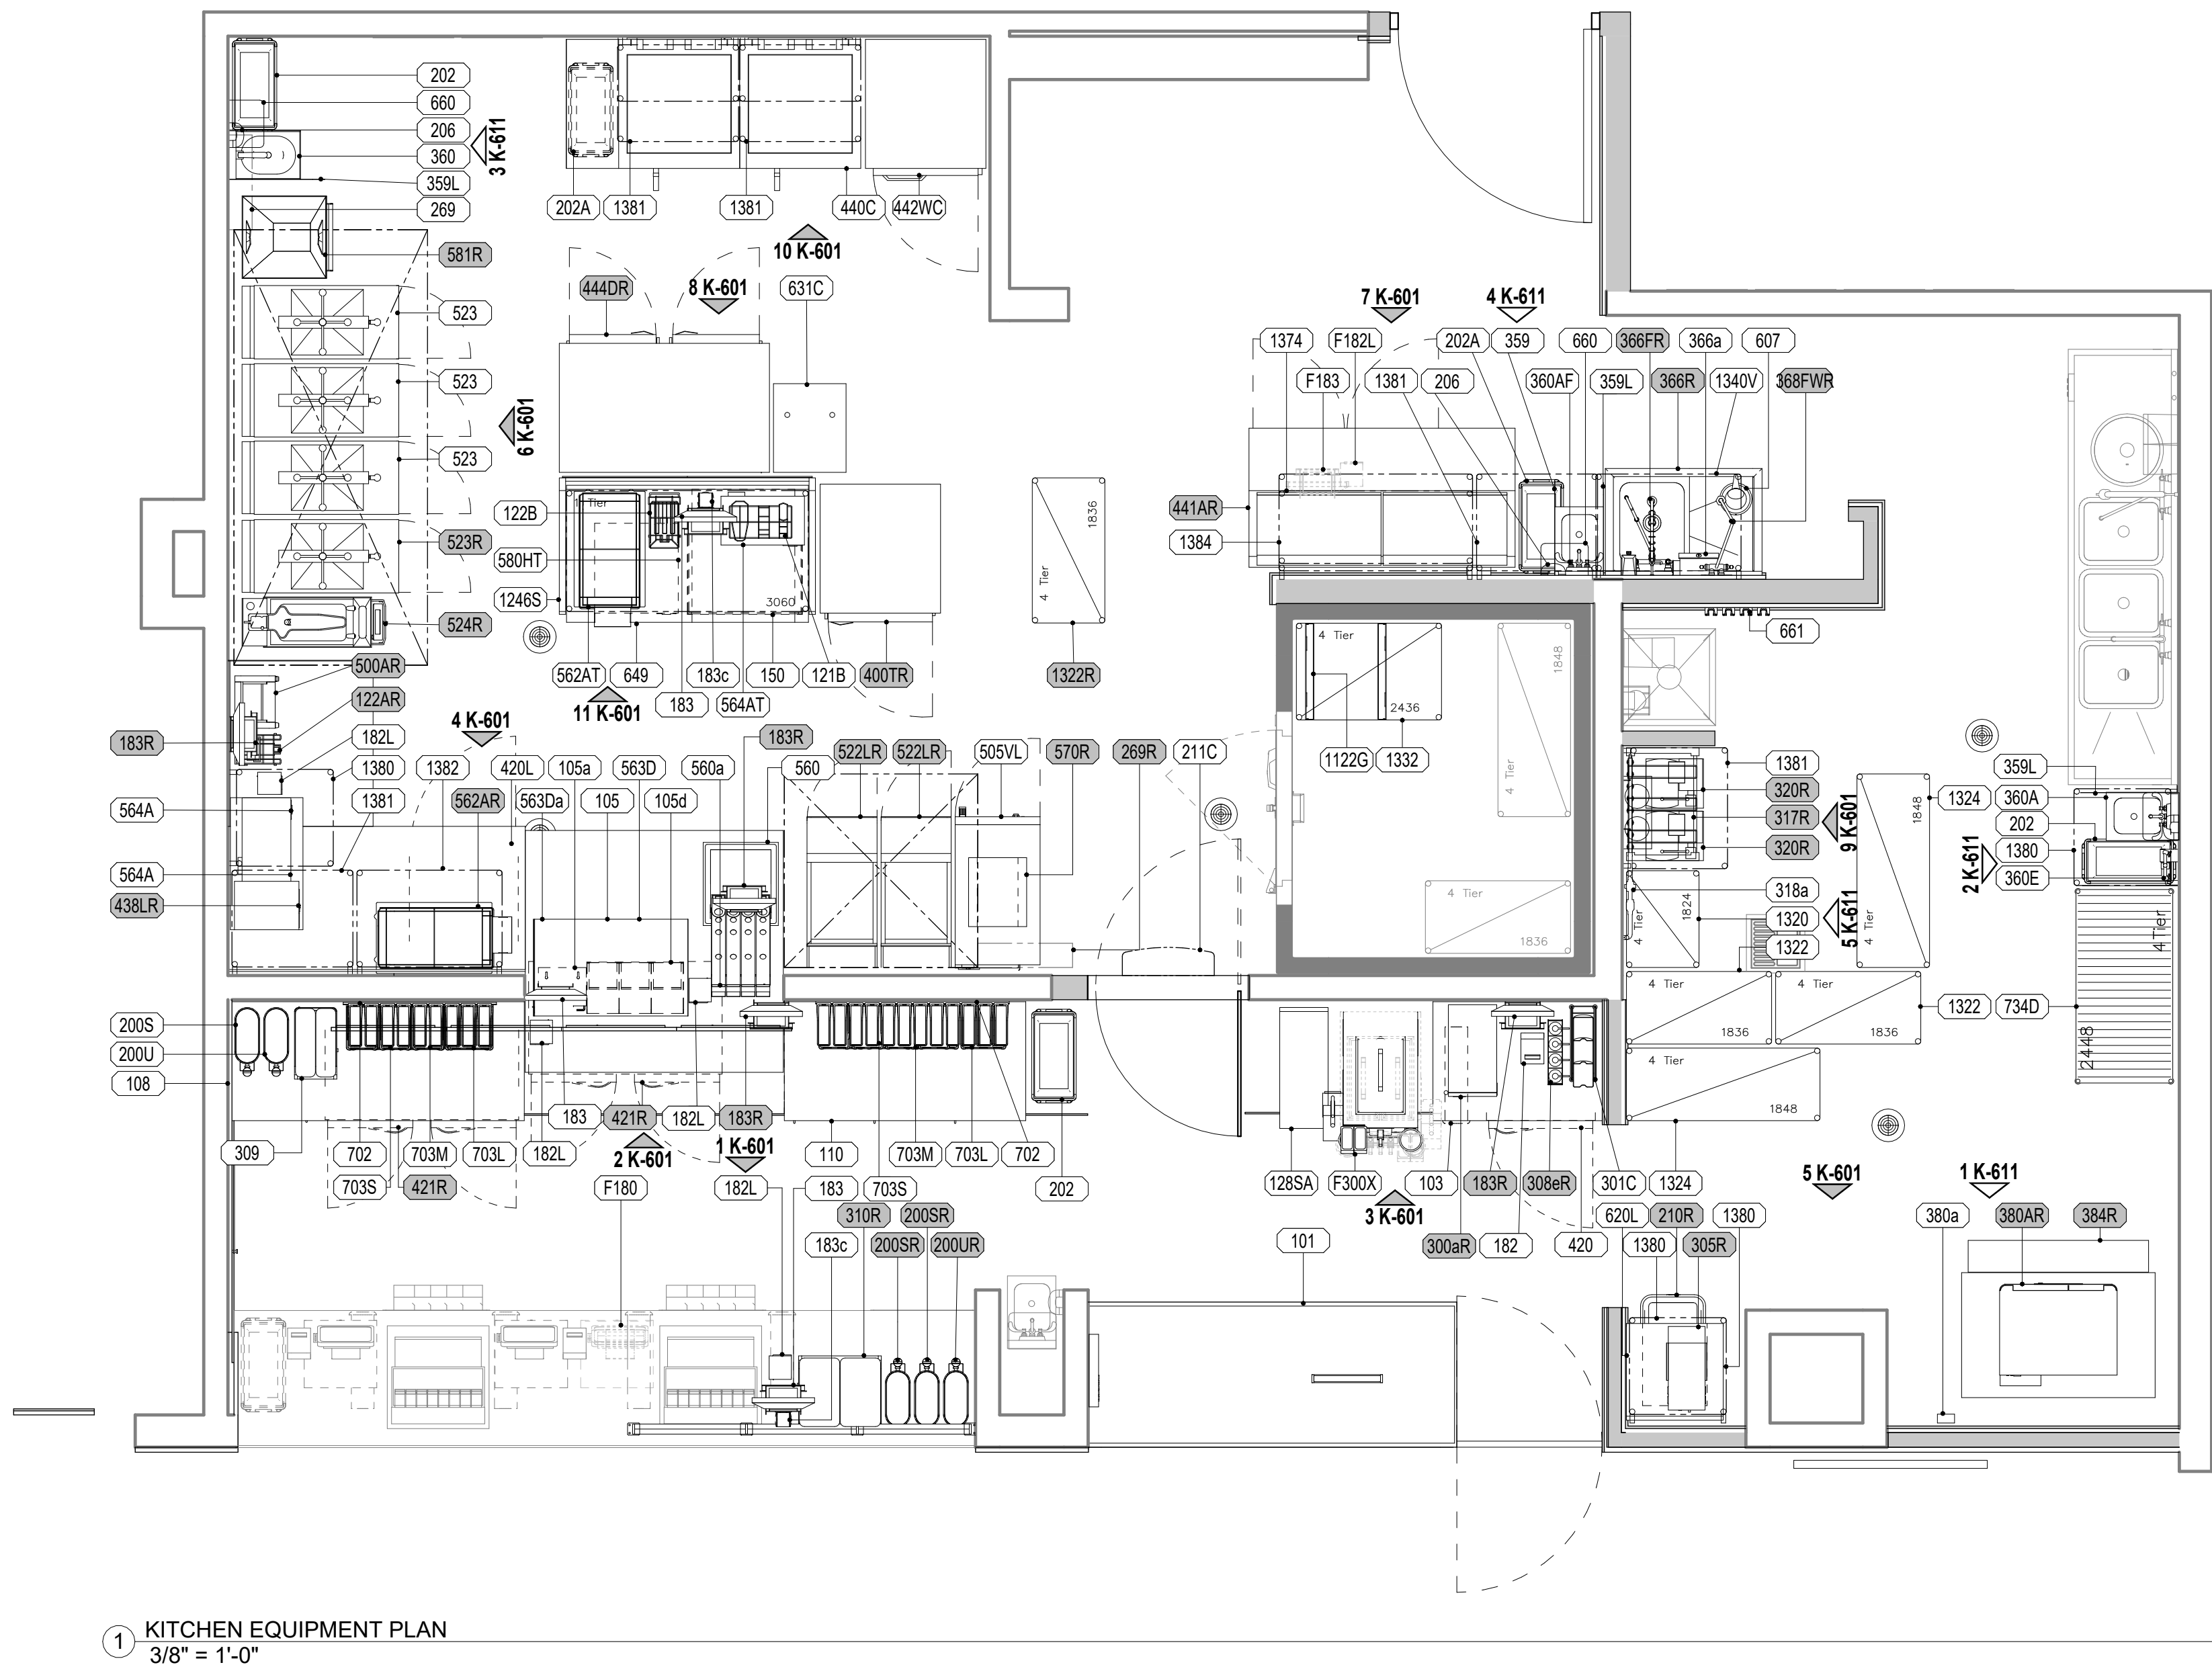 202
660
206
360
359L
269
3 K-611
202A
1381
1381
440C
442WC
10 K-601
581R
444DR
8 K-601
631C
523
523
523
523R
524R
6 K-601
7 K-601
4 K-611
1374
F182L
202A
359
660
366FR
366a
607
F183
1381
206
360AF
359L
366R
1340V
368FWR
441AR
1384
122B
580HT
1246S
1 Tier
3060
1836
4 Tier
562AT
649
183c
150
121B
400TR
1322R
183
564AT
11 K-601
661
500AR
122AR
183R
182L
4 K-601
1380
1382
420L
105a
563D
560a
183R
560
522LR
522LR
505VL
570R
269R
211C
1381
562AR
563Da
105
105d
564A
564A
438LR
4 Tier
2436
1848
4 Tier
1122G
1332
4 Tier
1836
1381
320R
317R
320R
9 K-601
318a
1320
1322
5 K-611
1824
4 Tier
1848
4 Tier
1324
359L
360A
202
1380
360E
2 K-611
4 Tier
2448
4 Tier
1836
4 Tier
1836
1322
734D
4 Tier
1848
200S
200U
108
309
702
703M
703L
703S
421R
183
421R
182L
183R
182L
2 K-601
1 K-601
110
703M
703L
702
F180
182L
183
703S
202
310R
200SR
183c
200SR
200UR
128SA
F300X
103
183R
308eR
301C
1324
3 K-601
101
300aR
182
420
620L
210R
1380
1380
305R
5 K-601
1 K-611
380a
380AR
384R
1
KITCHEN EQUIPMENT PLAN
3/8" = 1'-0"